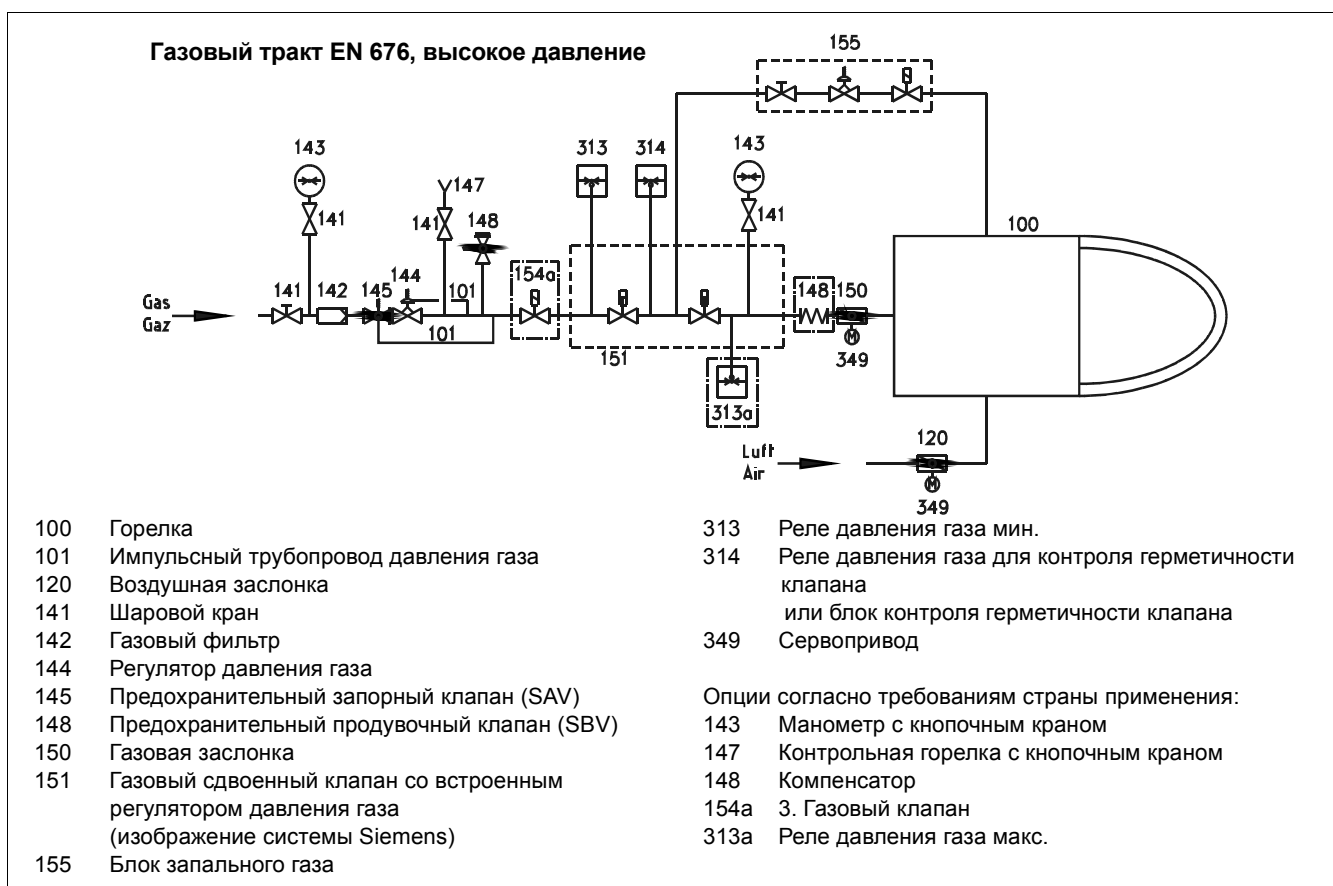 Газовый тракт EN 676, высокое давление
155
143
313
314
143
147
141
141
148
141
100
154a
144
141
142
145
101
148
150
Gas
Gaz
101
151
349
313a
120
Luft
Air
349
100 Горелка
101 Импульсный трубопровод давления газа
120 Воздушная заслонка
141 Шаровой кран
142 Газовый фильтр
144 Регулятор давления газа
145 Предохранительный запорный клапан (SAV)
148 Предохранительный продувочный клапан (SBV)
150 Газовая заслонка
151 Газовый сдвоенный клапан со встроенным
регулятором давления газа
(изображение системы Siemens)
155 Блок запального газа
313 Реле давления газа мин.
314 Реле давления газа для контроля герметичности
клапана
или блок контроля герметичности клапана
349 Сервопривод
Опции согласно требованиям страны применения:
143 Манометр с кнопочным краном
147 Контрольная горелка с кнопочным краном
148 Компенсатор
154a 3. Газовый клапан
313a Реле давления газа макс.
M
M